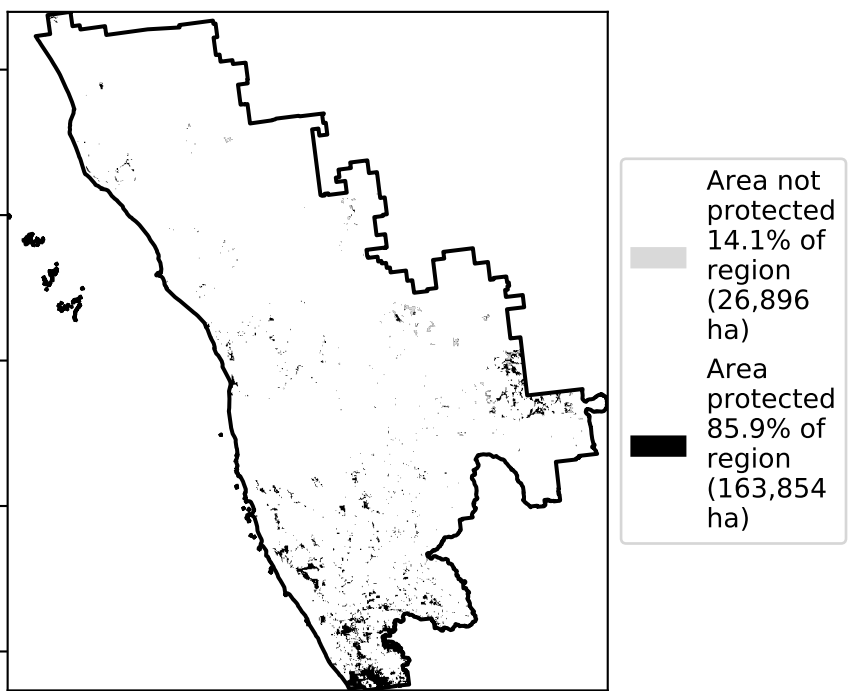 Area not
protected
14.1% of
region
(26,896
ha)
Area
protected
85.9% of
region
(163,854
ha)